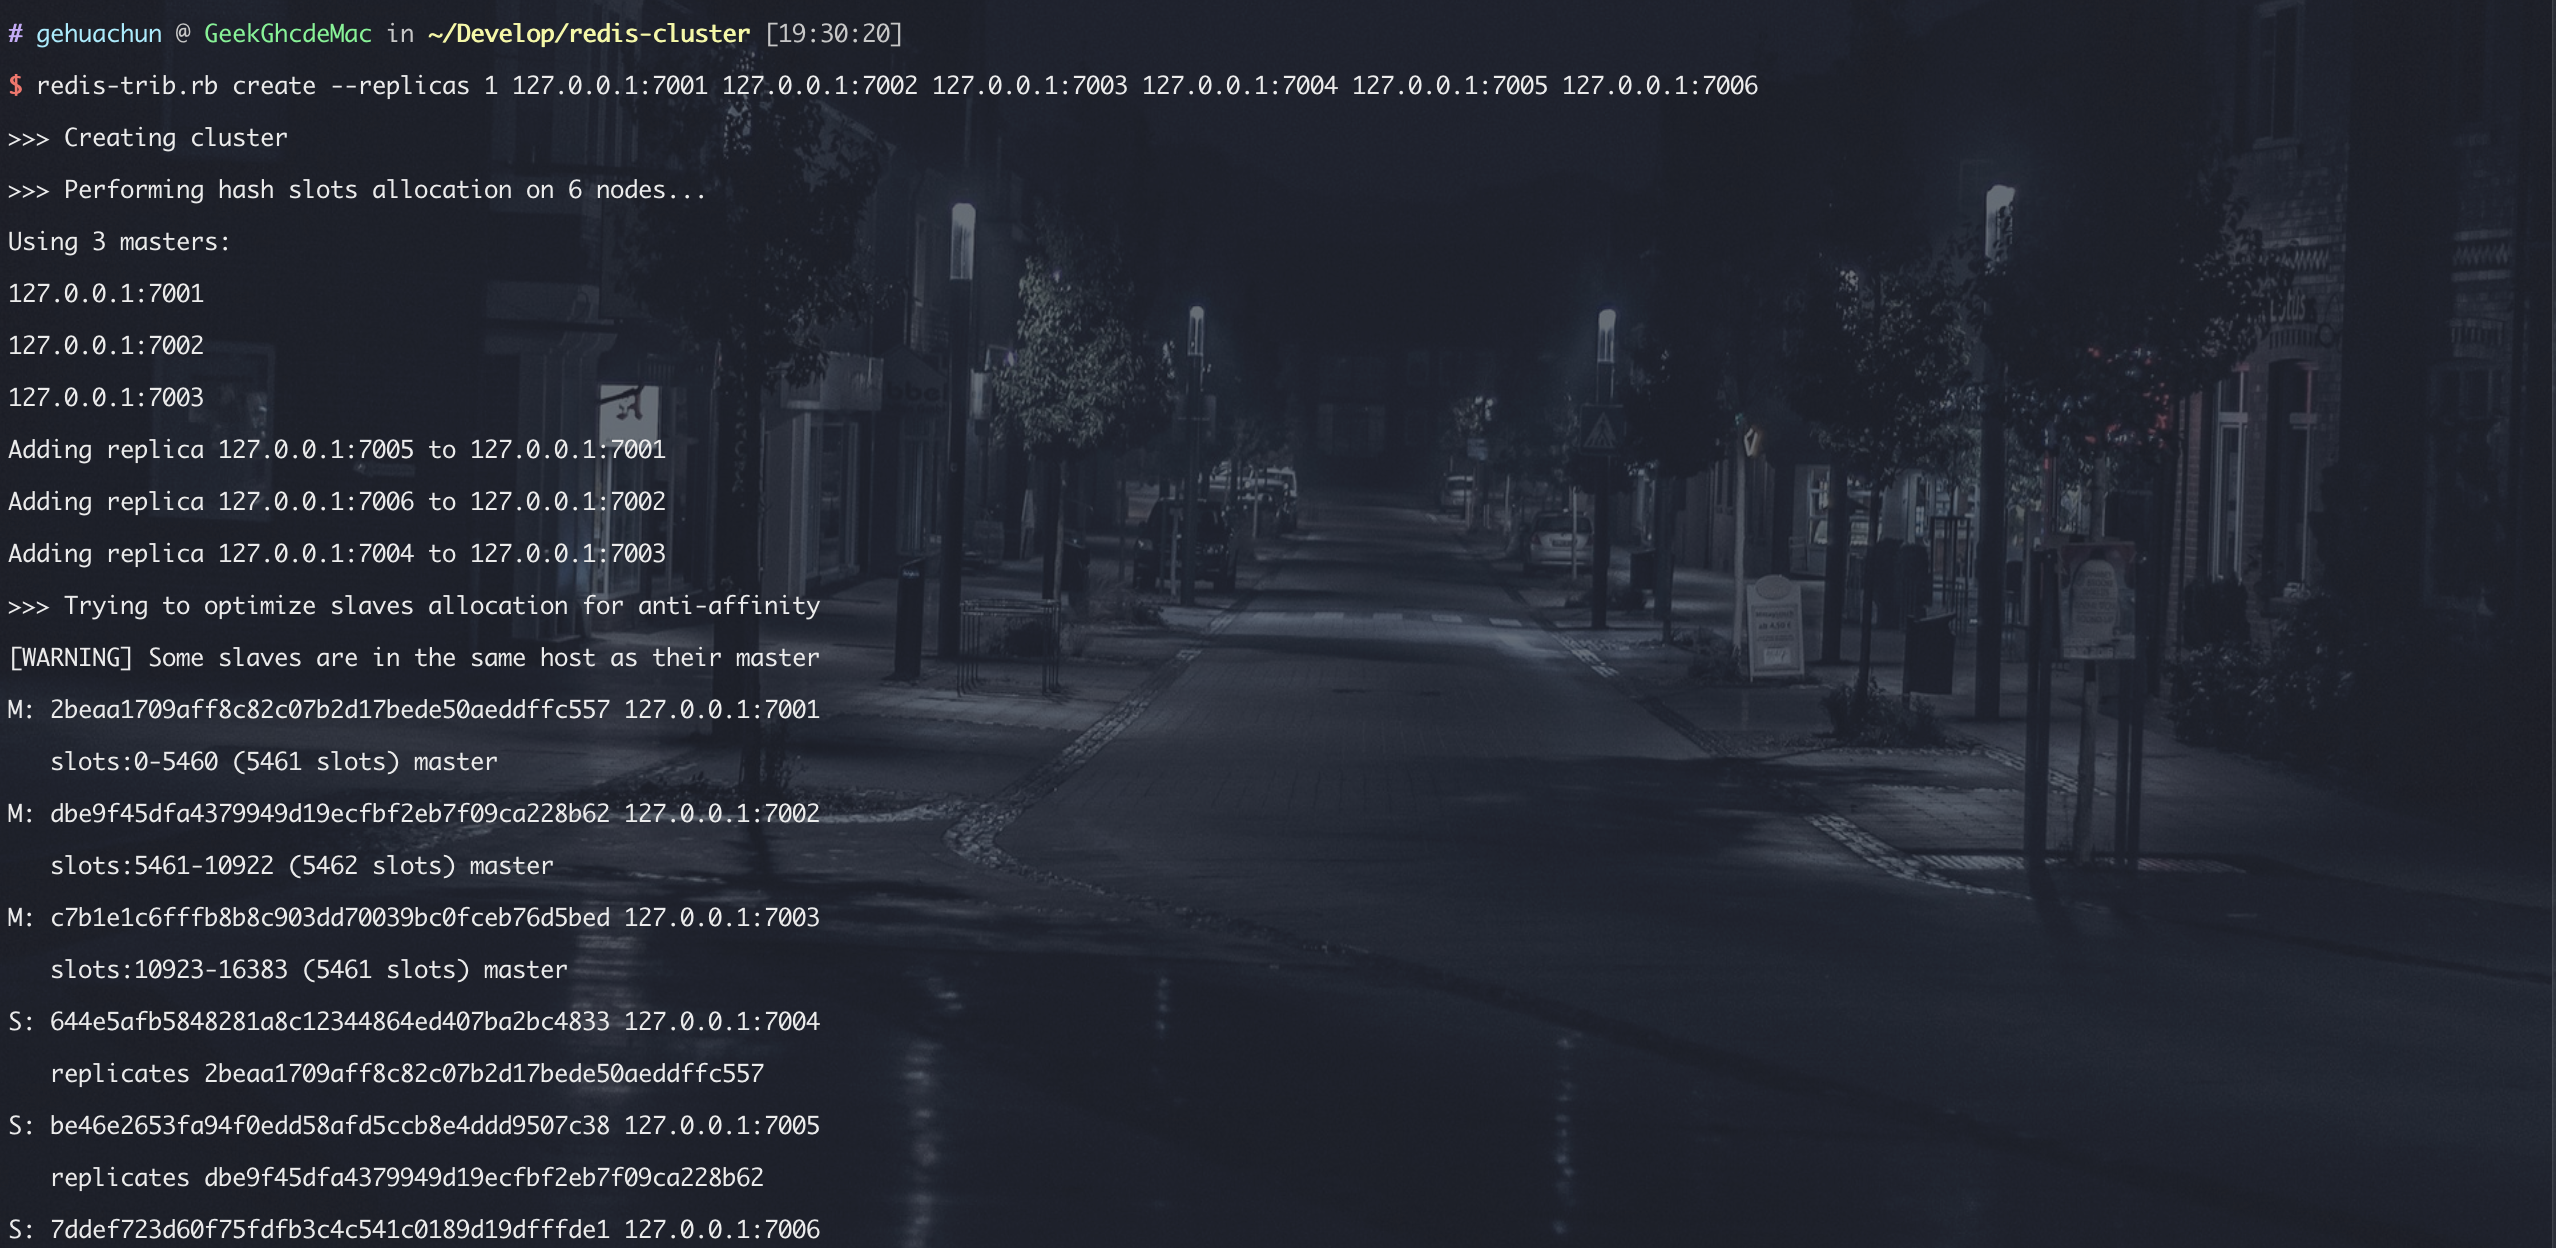 # gehuachun @ GeekGhcdeMac in ~/Develop/redis-cluster [19:30:20]
$ redis-trib.rb create --replicas 1 127.0.0.1:7001 127.0.0.1:7002 127.0.0.1:7003 127.0.0.1:7004 127.0.0.1:7005 127.0.0.1:7006
>>> Creating cluster
>>> Performing hash slots allocation on 6 nodes...
Using 3 masters:
127.0.0.1:7001
127.0.0.1:7002
127.0.0.1:7003
Adding replica 127.0.0.1:7005 to 127.0.0.1:7001
Adding replica 127.0.0.1:7006 to 127.0.0.1:7002
Adding replica 127.0.0.1:7004 to 127.0.0.1:7003
>>> Trying to optimize slaves allocation for anti-affinity
[WARNING] Some slaves are in the same host as their master
M: 2beaa1709aff8c82c07b2d17bede50aeddffc557 127.0.0.1:7001
slots:0-5460 (5461 slots) master
M: dbe9f45dfa4379949d19ecfbf2eb7f09ca228b62 127.0.0.1:7002
slots:5461-10922 (5462 slots) master
M: c7b1e1c6fffb8b8c903dd70039bc0fceb76d5bed 127.0.0.1:7003
slots:10923-16383 (5461 slots) master
S: 644e5afb5848281a8c12344864ed407ba2bc4833 127.0.0.1:7004
replicates 2beaa1709aff8c82c07b2d17bede50aeddffc557
S: be46e2653fa94f0edd58afd5ccb8e4ddd9507c38 127.0.0.1:7005
replicates dbe9f45dfa4379949d19ecfbf2eb7f09ca228b62
S: 7ddef723d60f75fdfb3c4c541c0189d19dfffde1 127.0.0.1:7006